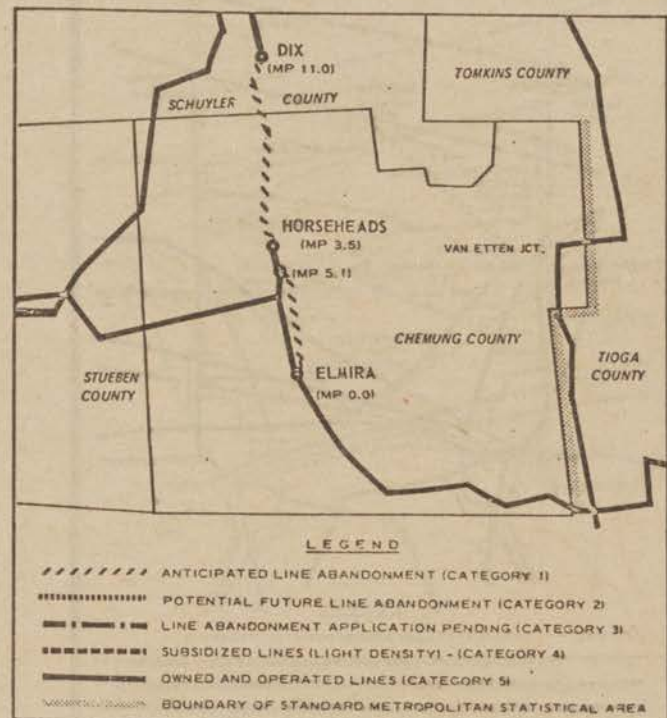 DIX
(MP 11.0)
TOMKINS COUNTY
SCHUYLER COUNTY
HORSEHEADS
(MP 3.5)
VAN ETTEN JCT.
(MP 5.1)
CHEMUNG COUNTY
STUEBEN
COUNTY
TIOGA
COUNTY
ELMIRA
(MP 0.0)
LEGEND
ANTICIPATED LINE ABANDONMENT (CATEGORY 1)
POTENTIAL FUTURE LINE ABANDONMENT (CATEGORY 2)
LINE ABANDONMENT APPLICATION PENDING (CATEGORY 3)
SUBSIDIZED LINES (LIGHT DENSITY) - (CATEGORY 4)
OWNED AND OPERATED LINES (CATEGORY 5)
BOUNDARY OF STANDARD METROPOLITAN STATISTICAL AREA